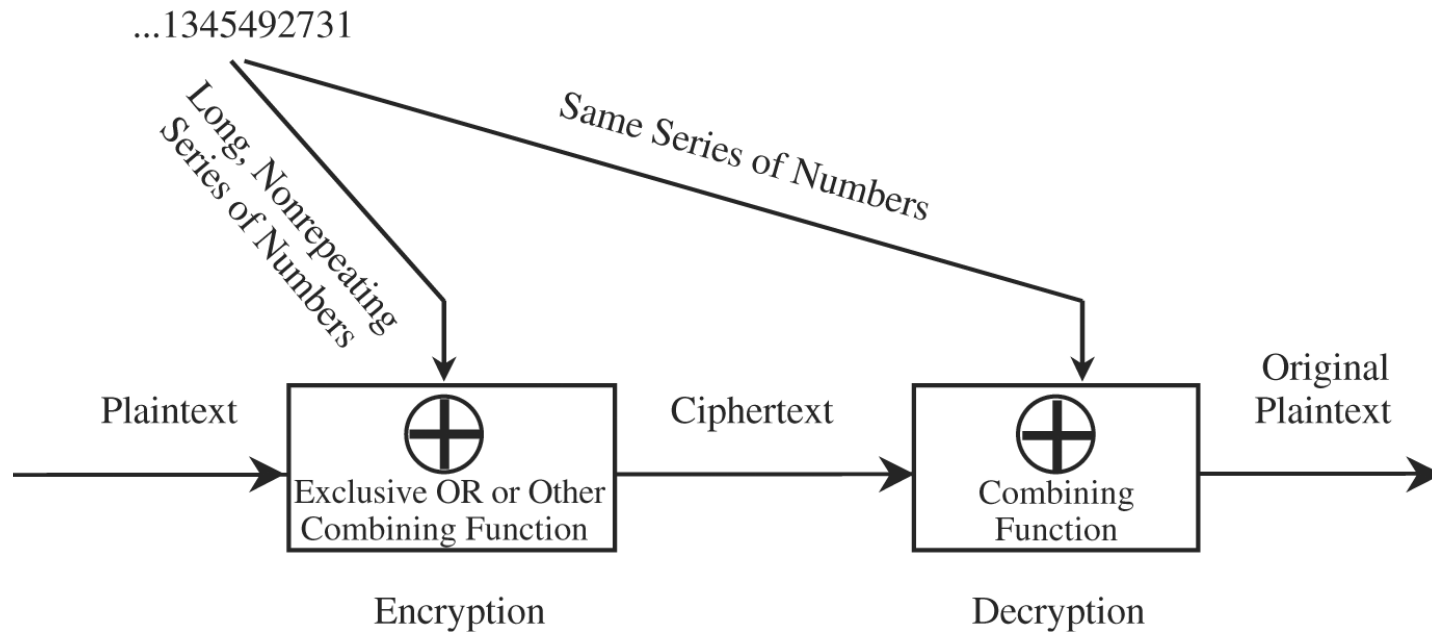 ...1345492731
Long, Nonrepeating
Series of Numbers
Same Series of Numbers
Plaintext
Exclusive OR or Other
Combining Function
Ciphertext
Combining
Function
Original
Plaintext
Encryption
Decryption